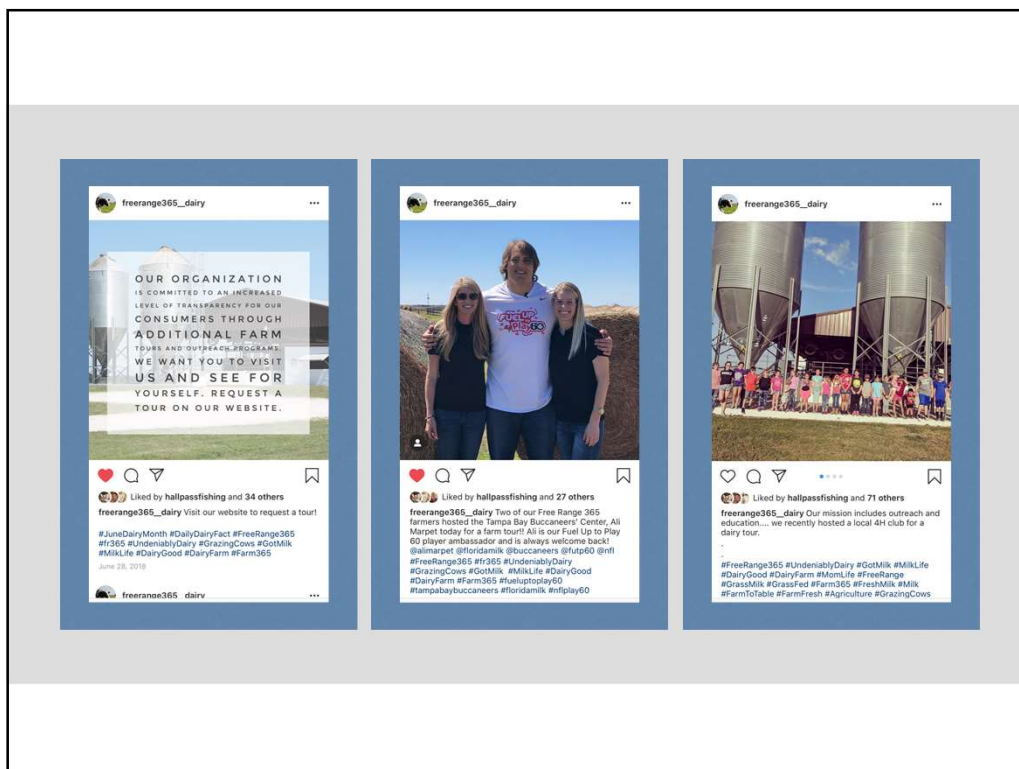 freerange365__dairy
OUR ORGANIZATION
IS COMMITTED TO AN INCREASED
LEVEL OF TRANSPARENCY FOR OUR
CONSUMERS THROUGH
ADDITIONAL FARM
TOURS AND OUTREACH PROGRAMS.
WE WANT YOU TO VISIT
US AND SEE FOR
YOURSELF. REQUEST A
TOUR ON OUR WEBSITE.
Liked by hallpassfishing and 34 others
freerange365__dairy Visit our website to request a tour!
#JuneDairyMonth #DailyDairyFact #FreeRange365
#fr365 #UndeniablyDairy #GrazingCows #GotMilk
#MilkLife #DairyGood #DairyFarm #Farm365
June 28, 2018
freerange365__dairy
freerange365__dairy
FUEL UP
to
Play60
Liked by hallpassfishing and 27 others
freerange365__dairy Two of our Free Range 365
farmers hosted the Tampa Bay Buccaneers' Center, Ali
Marpet today for a farm tour!! Ali is our Fuel Up to Play
60 player ambassador and is always welcome back!
@alimarpet @floridamilk @buccaneers @futp60 @nfl
#FreeRange365 #fr365 #UndeniablyDairy
#GrazingCows #GotMilk #MilkLife #DairyGood
#DairyFarm #Farm365 #fueluptoplay60
#tampabaybuccaneers #floridamilk #nflplay60
freerange365__dairy
Liked by hallpassfishing and 71 others
freerange365__dairy Our mission includes outreach and
education.... we recently hosted a local 4H club for a
dairy tour.
.
.
#FreeRange365 #UndeniablyDairy #GotMilk #MilkLife
#DairyGood #DairyFarm #MomLife #FreeRange
#GrassMilk #GrassFed #Farm365 #FreshMilk #Milk
#FarmToTable #FarmFresh #Agriculture #GrazingCows